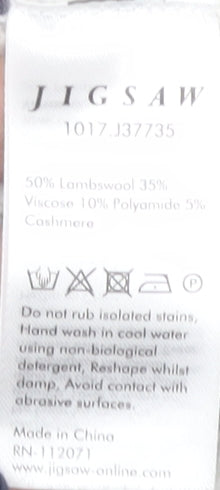 JIGSAW
1017.J37735
50% Lambswool 35%
Viscose 10% Polyamide 5%
Cashmere
P
Do not rub isolated stains,
Hand wash in cool water
using non-biological
detergent, Reshape whilst
damp, Avoid contact with
abrasive surfaces.
Made in China
RN-112071
www.jigsaw-online.com